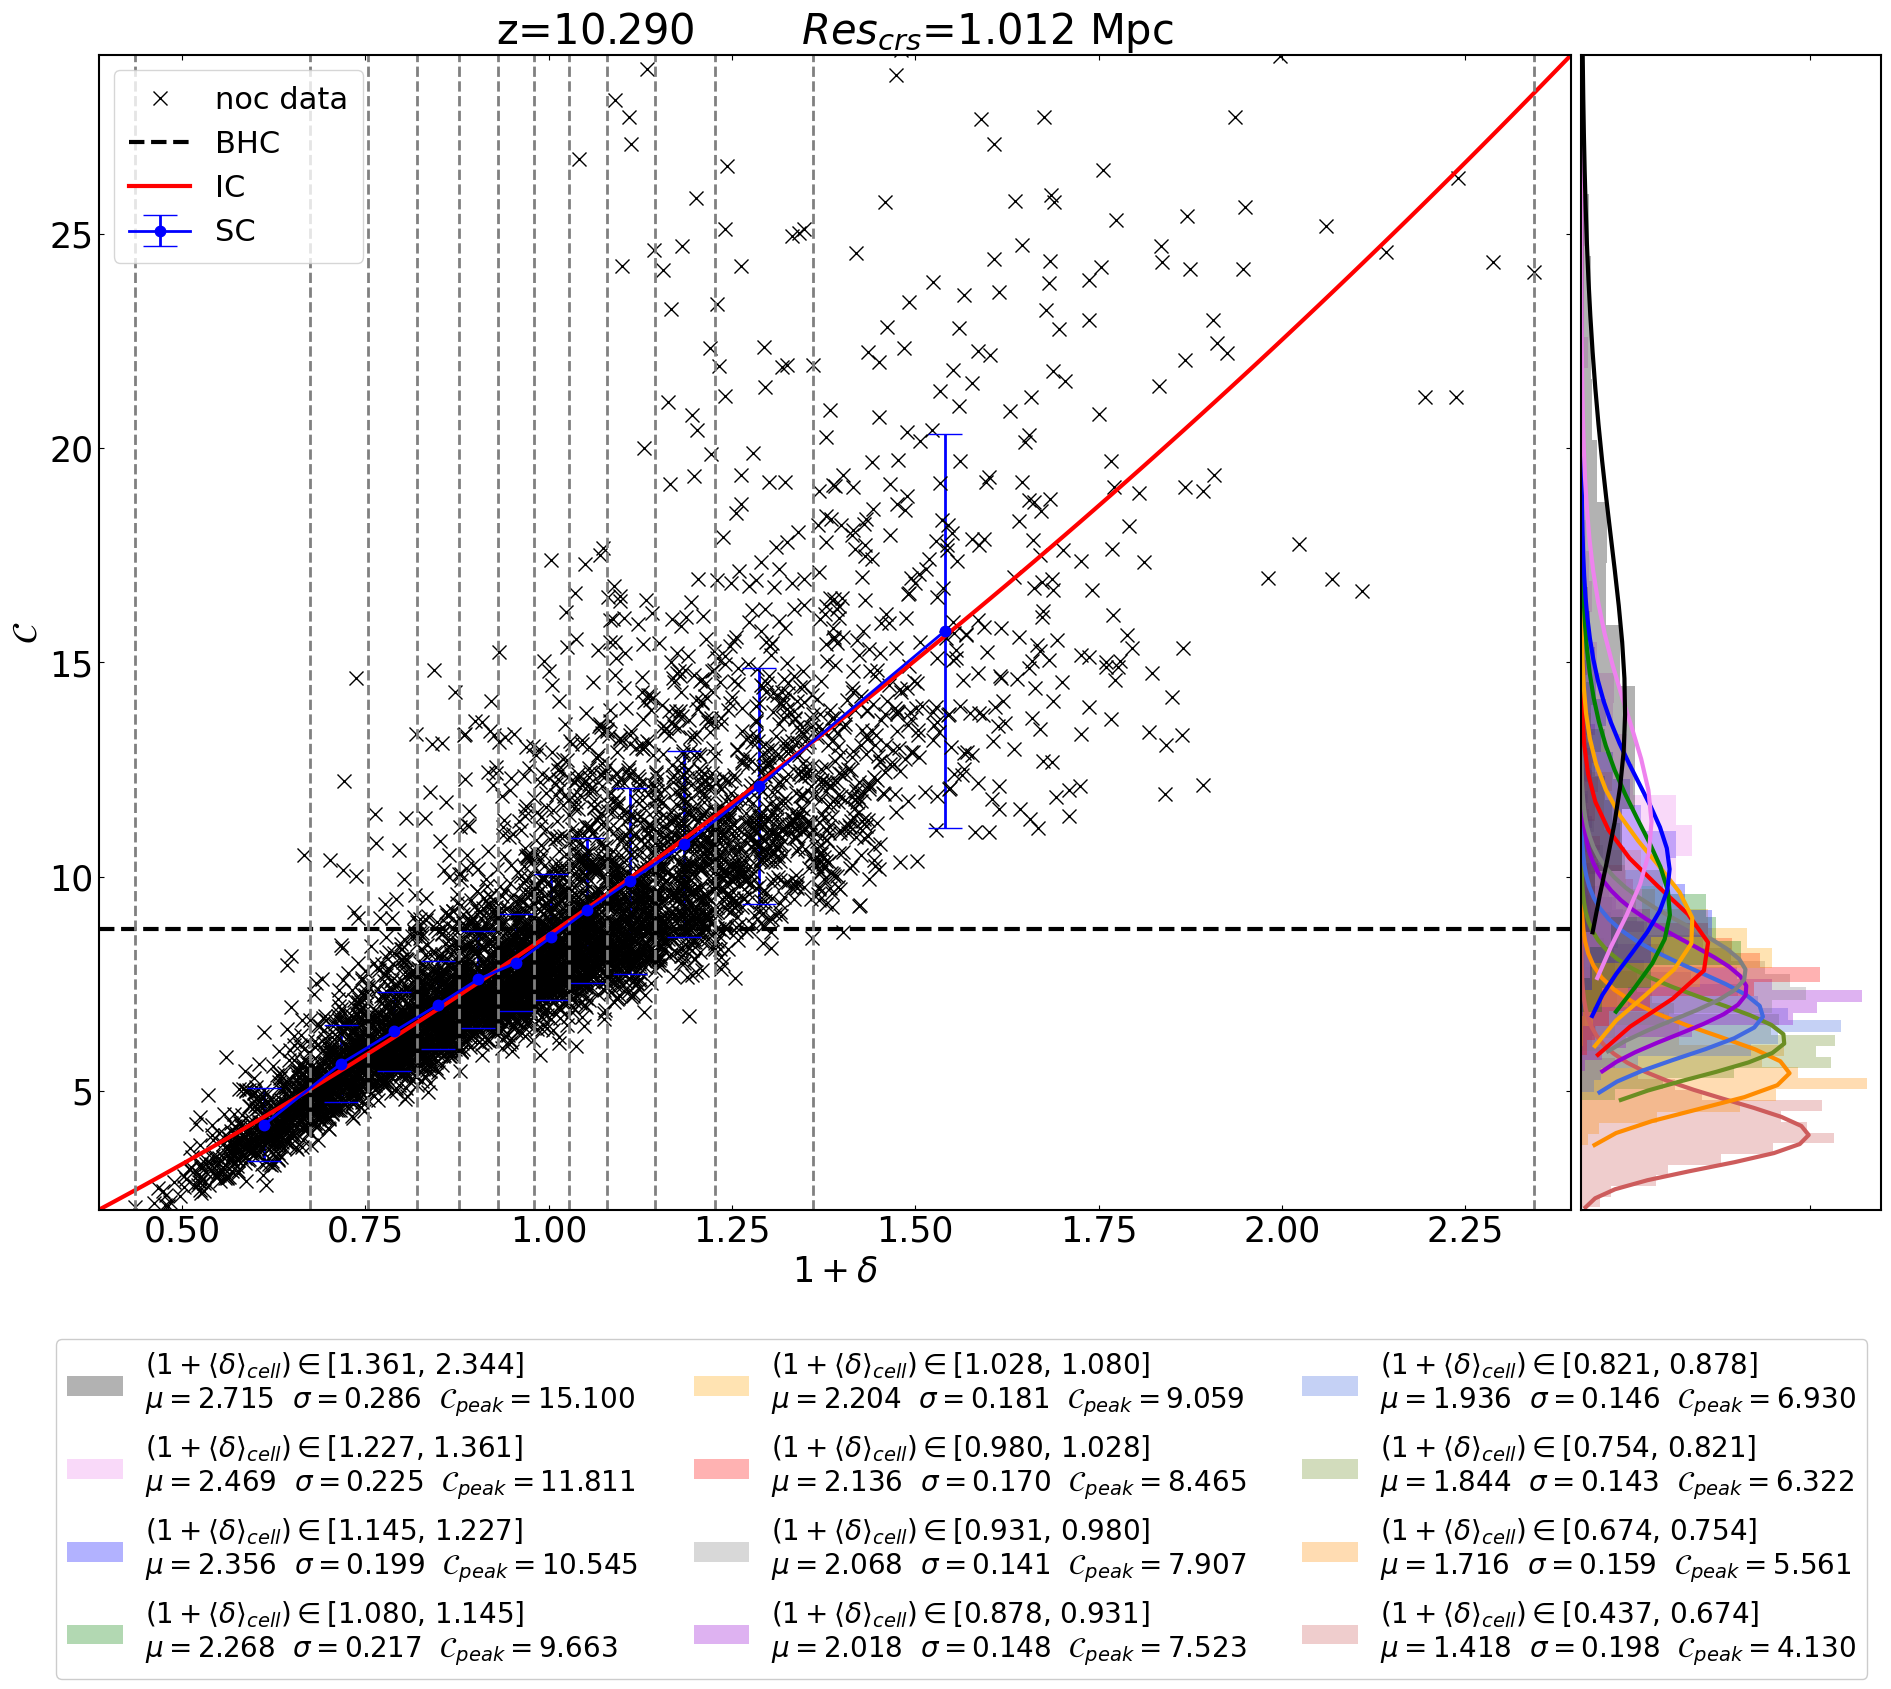 z=10.290 Res_crs=1.012 Mpc
noc data
BHC
IC
SC
25
20
15
10
5
𝒞
0.50 0.75 1.00 1.25 1.50 1.75 2.00 2.25
1 + δ
(1 + ⟨δ⟩_cell) ∈ [1.361, 2.344]
μ = 2.715 σ = 0.286 𝒞_peak = 15.100
(1 + ⟨δ⟩_cell) ∈ [1.227, 1.361]
μ = 2.469 σ = 0.225 𝒞_peak = 11.811
(1 + ⟨δ⟩_cell) ∈ [1.145, 1.227]
μ = 2.356 σ = 0.199 𝒞_peak = 10.545
(1 + ⟨δ⟩_cell) ∈ [1.080, 1.145]
μ = 2.268 σ = 0.217 𝒞_peak = 9.663
(1 + ⟨δ⟩_cell) ∈ [1.028, 1.080]
μ = 2.204 σ = 0.181 𝒞_peak = 9.059
(1 + ⟨δ⟩_cell) ∈ [0.980, 1.028]
μ = 2.136 σ = 0.170 𝒞_peak = 8.465
(1 + ⟨δ⟩_cell) ∈ [0.931, 0.980]
μ = 2.068 σ = 0.141 𝒞_peak = 7.907
(1 + ⟨δ⟩_cell) ∈ [0.878, 0.931]
μ = 2.018 σ = 0.148 𝒞_peak = 7.523
(1 + ⟨δ⟩_cell) ∈ [0.821, 0.878]
μ = 1.936 σ = 0.146 𝒞_peak = 6.930
(1 + ⟨δ⟩_cell) ∈ [0.754, 0.821]
μ = 1.844 σ = 0.143 𝒞_peak = 6.322
(1 + ⟨δ⟩_cell) ∈ [0.674, 0.754]
μ = 1.716 σ = 0.159 𝒞_peak = 5.561
(1 + ⟨δ⟩_cell) ∈ [0.437, 0.674]
μ = 1.418 σ = 0.198 𝒞_peak = 4.130